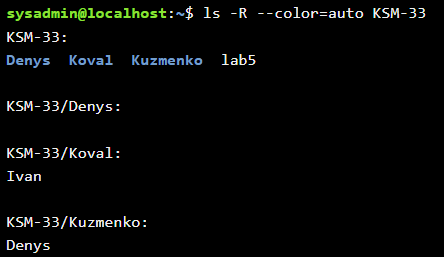 sysadmin@localhost:~$ ls -R --color=auto KSM-33
KSM-33:
Denys  Koval  Kuzmenko  lab5

KSM-33/Denys:

KSM-33/Koval:
Ivan

KSM-33/Kuzmenko:
Denys